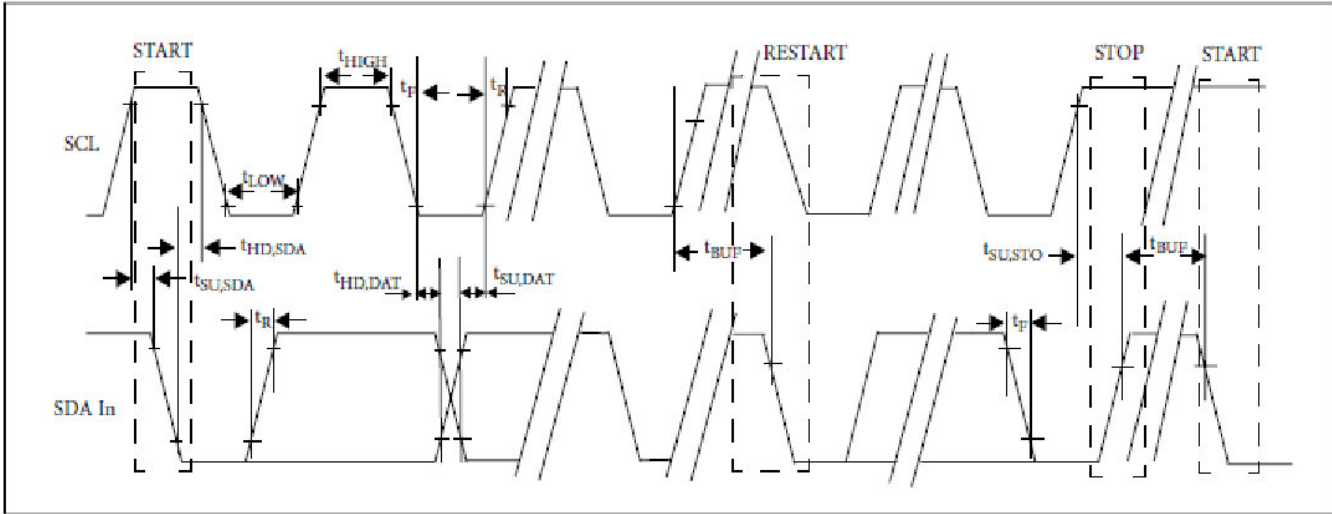 START RESTART STOP START
tHIGH
tF tR
SCL
tLOW
tHD,SDA tBUF tSU,STO tBUF
tSU,SDA tHD,DAT tSU,DAT
tR tF
SDA In